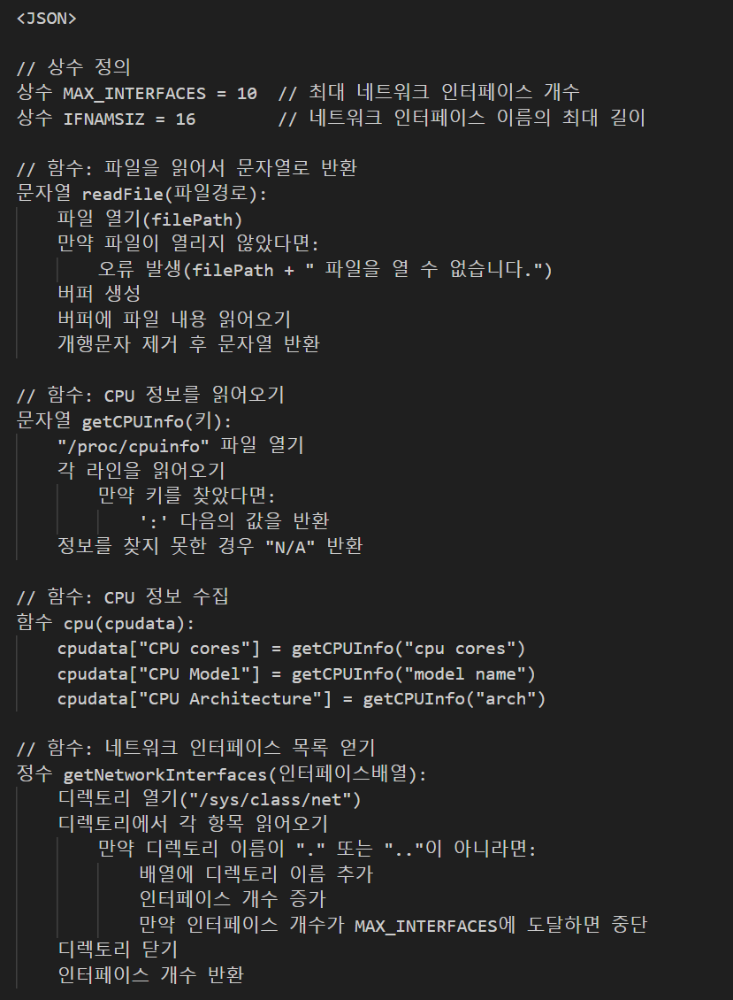 <JSON>
// 상수 정의
상수 MAX_INTERFACES = 10  // 최대 네트워크 인터페이스 개수
상수 IFNAMSIZ = 16        // 네트워크 인터페이스 이름의 최대 길이
// 함수: 파일을 읽어서 문자열로 반환
문자열 readFile(파일경로):
    파일 열기(filePath)
    만약 파일이 열리지 않았다면:
        오류 발생(filePath + " 파일을 열 수 없습니다.")
    버퍼 생성
    버퍼에 파일 내용 읽어오기
    개행문자 제거 후 문자열 반환
// 함수: CPU 정보를 읽어오기
문자열 getCPUInfo(키):
    "/proc/cpuinfo" 파일 열기
    각 라인을 읽어오기
        만약 키를 찾았다면:
            ':' 다음의 값을 반환
    정보를 찾지 못한 경우 "N/A" 반환
// 함수: CPU 정보 수집
함수 cpu(cpudata):
    cpudata["CPU cores"] = getCPUInfo("cpu cores")
    cpudata["CPU Model"] = getCPUInfo("model name")
    cpudata["CPU Architecture"] = getCPUInfo("arch")
// 함수: 네트워크 인터페이스 목록 얻기
정수 getNetworkInterfaces(인터페이스배열):
    디렉토리 열기("/sys/class/net")
    디렉토리에서 각 항목 읽어오기
        만약 디렉토리 이름이 "." 또는 ".."이 아니라면:
            배열에 디렉토리 이름 추가
            인터페이스 개수 증가
            만약 인터페이스 개수가 MAX_INTERFACES에 도달하면 중단
    디렉토리 닫기
    인터페이스 개수 반환